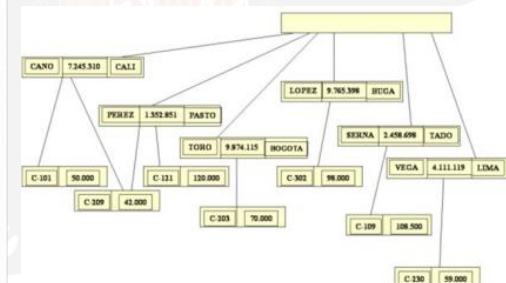 CANO 7.245.310 CALI
LOPEZ 9.765.398 BUGA
PEREZ 1.352.851 PASTO
SERNA 2.458.698 TADO
TORO 9.874.115 BOGOTA
VEGA 4.111.119 LIMA
C-101 50.000
C-121 120.000
C-302 98.000
C-209 42.000
C-203 70.000
C-109 108.500
C-230 59.000